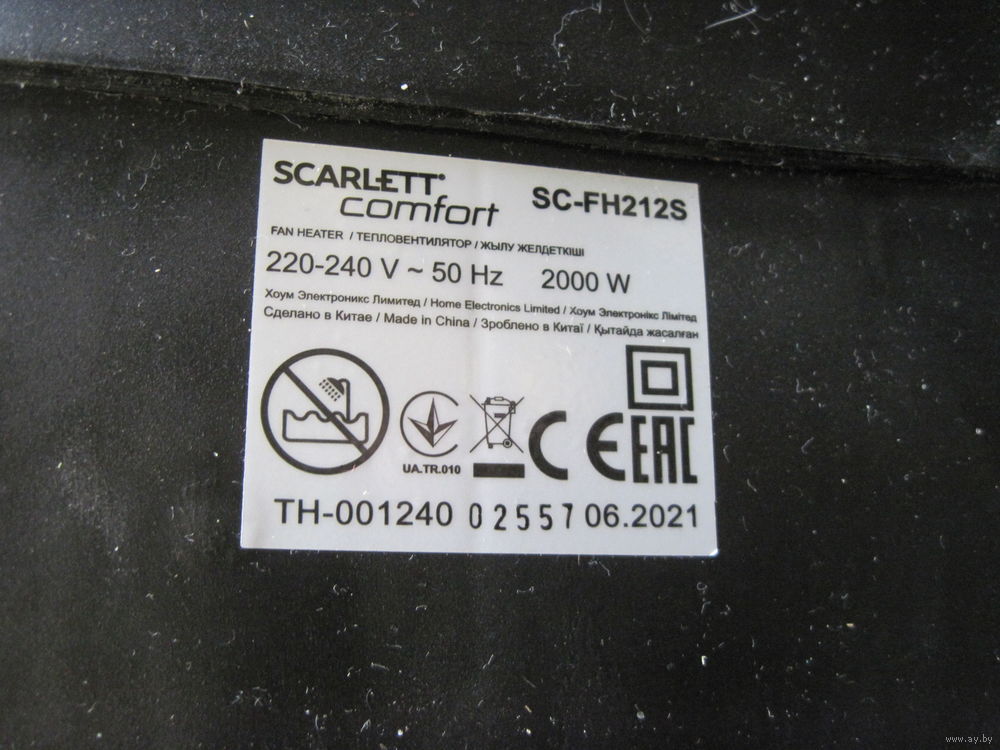 SCARLETT
comfort
SC-FH212S
FAN HEATER / ТЕПЛОВЕНТИЛЯТОР / ЖЫЛУ ЖЕЛДЕТКІШІ
220-240 V ~ 50 Hz 2000 W
Хоум Электроникс Лимитед / Home Electronics Limited / Хоум Электронікс Лімітед
Сделано в Китае / Made in China / Зроблено в Китаї / Қытайда жасалған
UA.TR.010
CE
EAC
TH-001240 02557 06.2021
www.ay.by